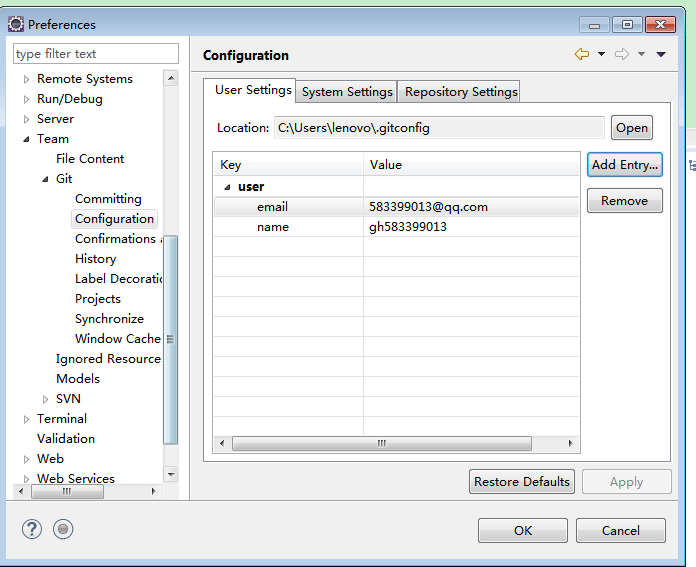 Preferences
type filter text
Remote Systems
Run/Debug
Server
Team
File Content
Git
Committing
Configuration
Confirmations a
History
Label Decoratic
Projects
Synchronize
Window Cache
Ignored Resource
Models
SVN
Terminal
Validation
Web
Web Services
Configuration
User Settings
System Settings
Repository Settings
Location:
C:\Users\lenovo\.gitconfig
Open
Key
Value
Add Entry...
user
email
583399013@qq.com
Remove
name
gh583399013
Restore Defaults
Apply
OK
Cancel